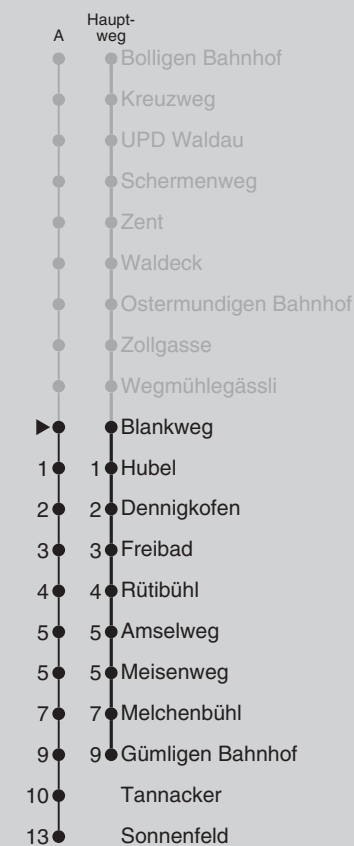 A Haupt-
weg
Bolligen Bahnhof
Kreuzweg
UPD Waldau
Schermenweg
Zent
Waldeck
Ostermundigen Bahnhof
Zollgasse
Wegmühlegässli
Blankweg
1 1 Hubel
2 2 Dennigkofen
3 3 Freibad
4 4 Rütibühl
5 5 Amselweg
5 5 Meisenweg
7 7 Melchenbühl
9 9 Gümligen Bahnhof
10 Tannacker
13 Sonnenfeld